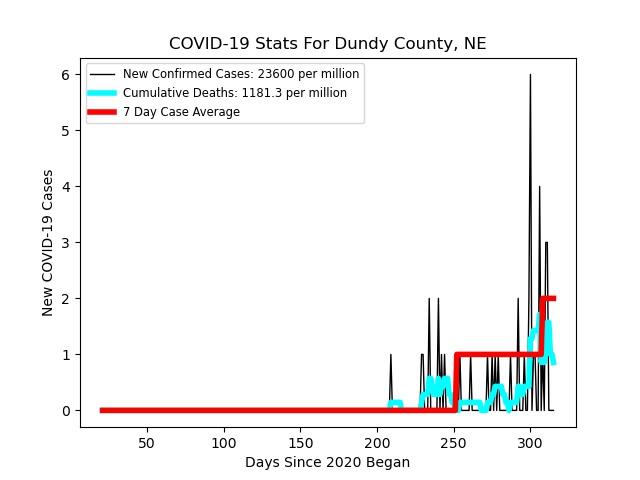 COVID-19 Stats For Dundy County, NE
New Confirmed Cases: 23600 per million
Cumulative Deaths: 1181.3 per million
7 Day Case Average
New COVID-19 Cases
6
5
4
3
2
1
0
50 100 150 200 250 300
Days Since 2020 Began